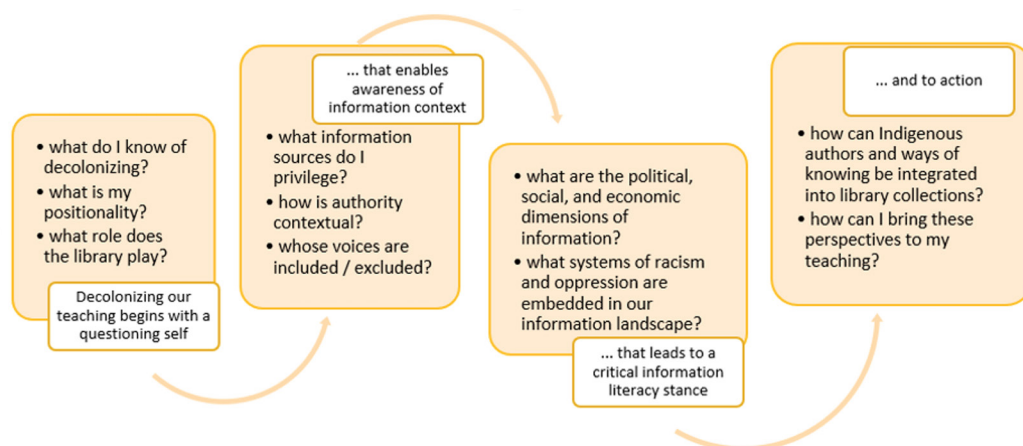 • what do I know of
decolonizing?
• what is my
positionality?
• what role does
the library play?
Decolonizing our
teaching begins with a
questioning self
... that enables
awareness of
information context
• what information
sources do I
privilege?
• how is authority
contextual?
• whose voices are
included / excluded?
• what are the political,
social, and economic
dimensions of
information?
• what systems of racism
and oppression are
embedded in our
information landscape?
... that leads to a
critical information
literacy stance
... and to action
• how can Indigenous
authors and ways of
knowing be integrated
into library collections?
• how can I bring these
perspectives to my
teaching?